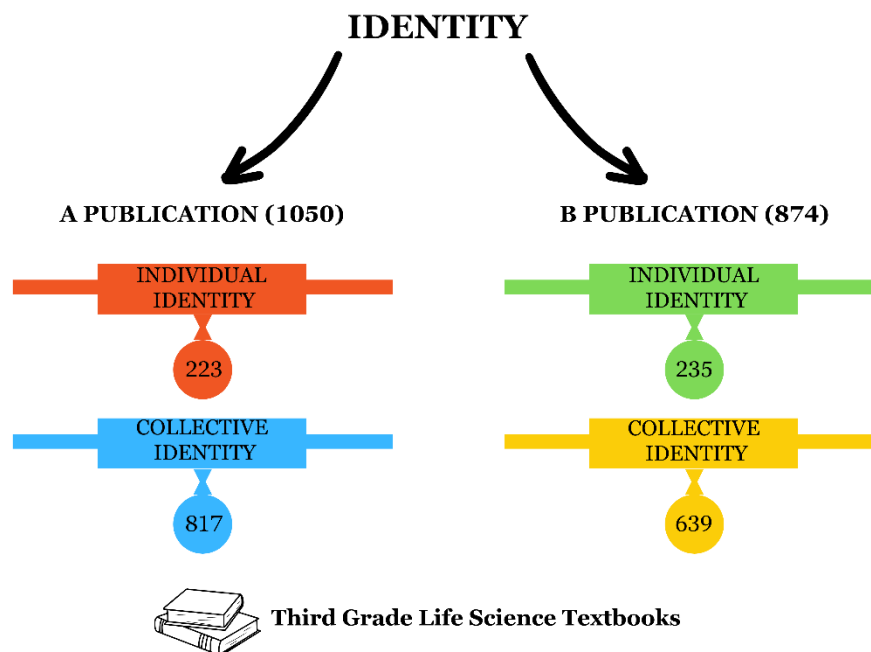 IDENTITY
A PUBLICATION (1050)
INDIVIDUAL
IDENTITY
223
COLLECTIVE
IDENTITY
817
B PUBLICATION (874)
INDIVIDUAL
IDENTITY
235
COLLECTIVE
IDENTITY
639
Third Grade Life Science Textbooks